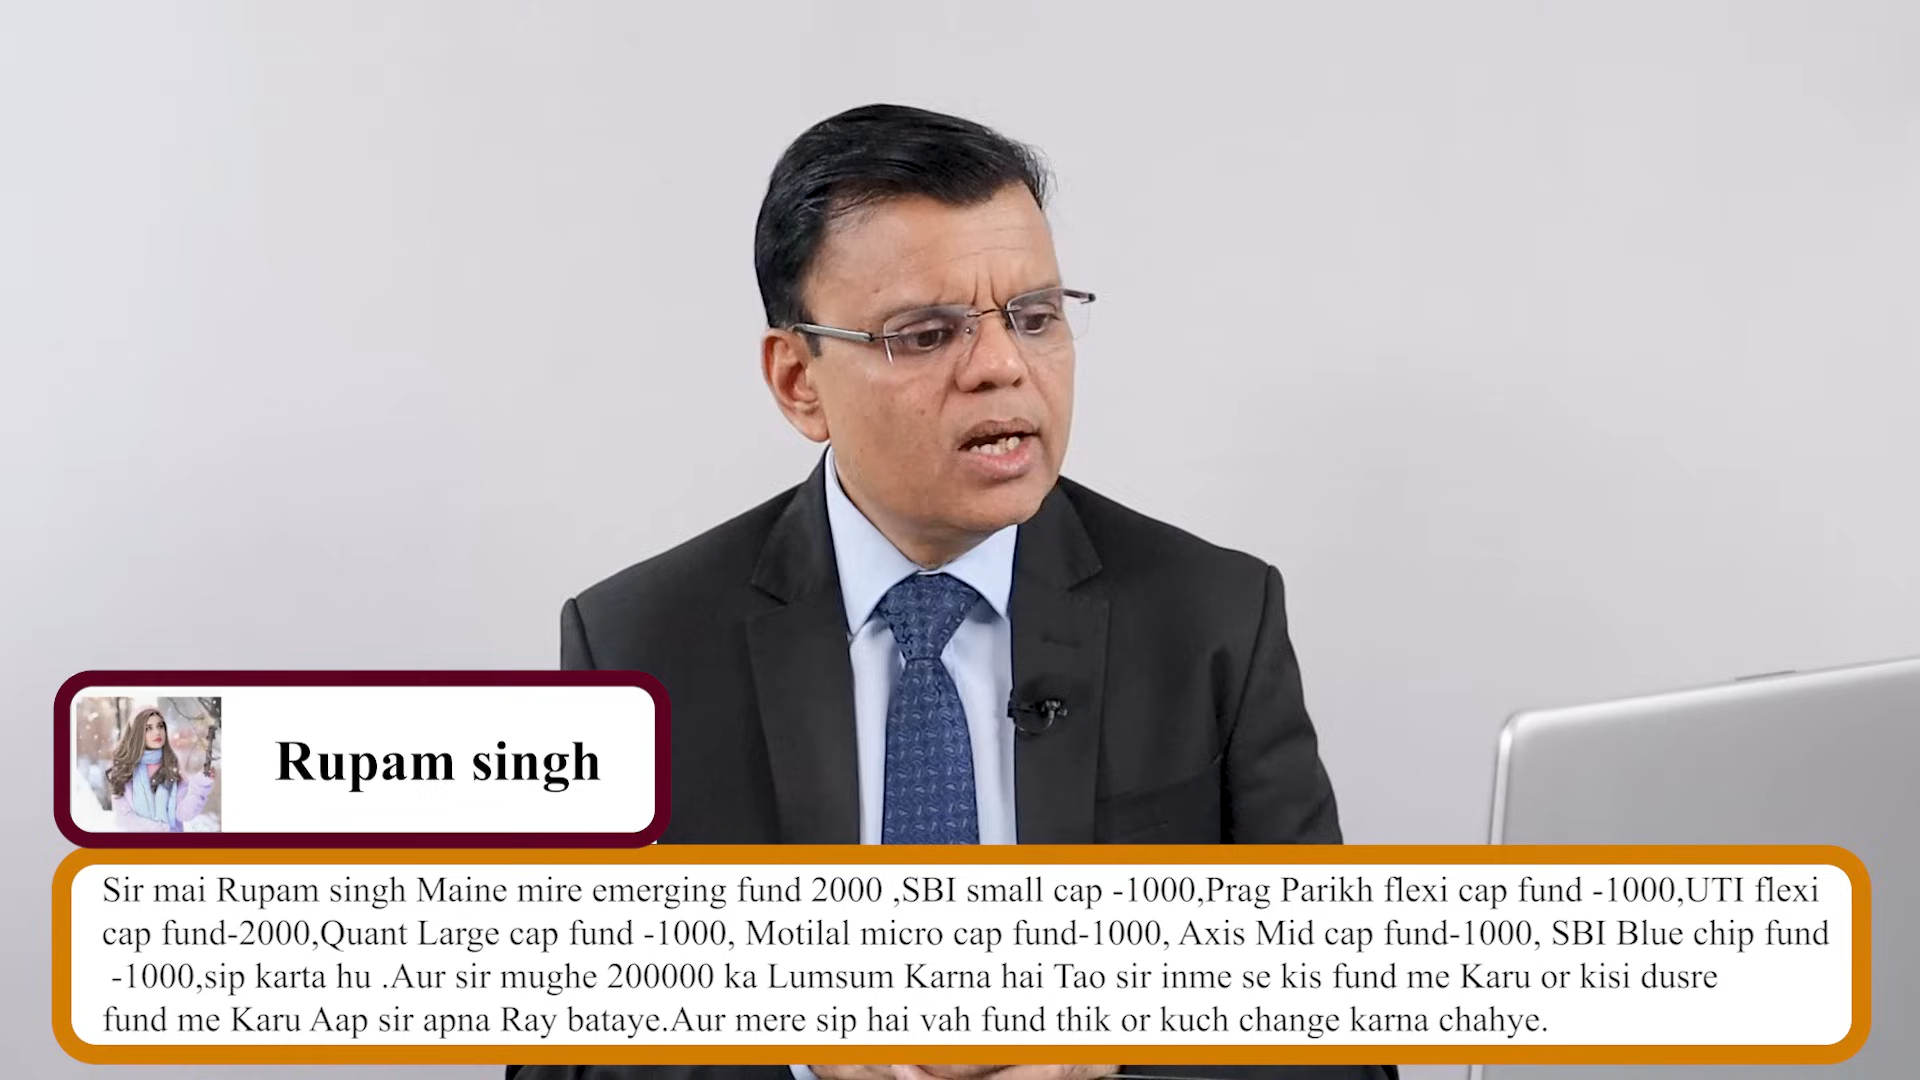 Rupam singh
Sir mai Rupam singh Maine mire emerging fund 2000 ,SBI small cap -1000,Prag Parikh flexi cap fund -1000,UTI flexi
cap fund-2000,Quant Large cap fund -1000, Motilal micro cap fund-1000, Axis Mid cap fund-1000, SBI Blue chip fund
-1000,sip karta hu .Aur sir mughe 200000 ka Lumsum Karna hai Tao sir inme se kis fund me Karu or kisi dusre
fund me Karu Aap sir apna Ray bataye.Aur mere sip hai vah fund thik or kuch change karna chahye.